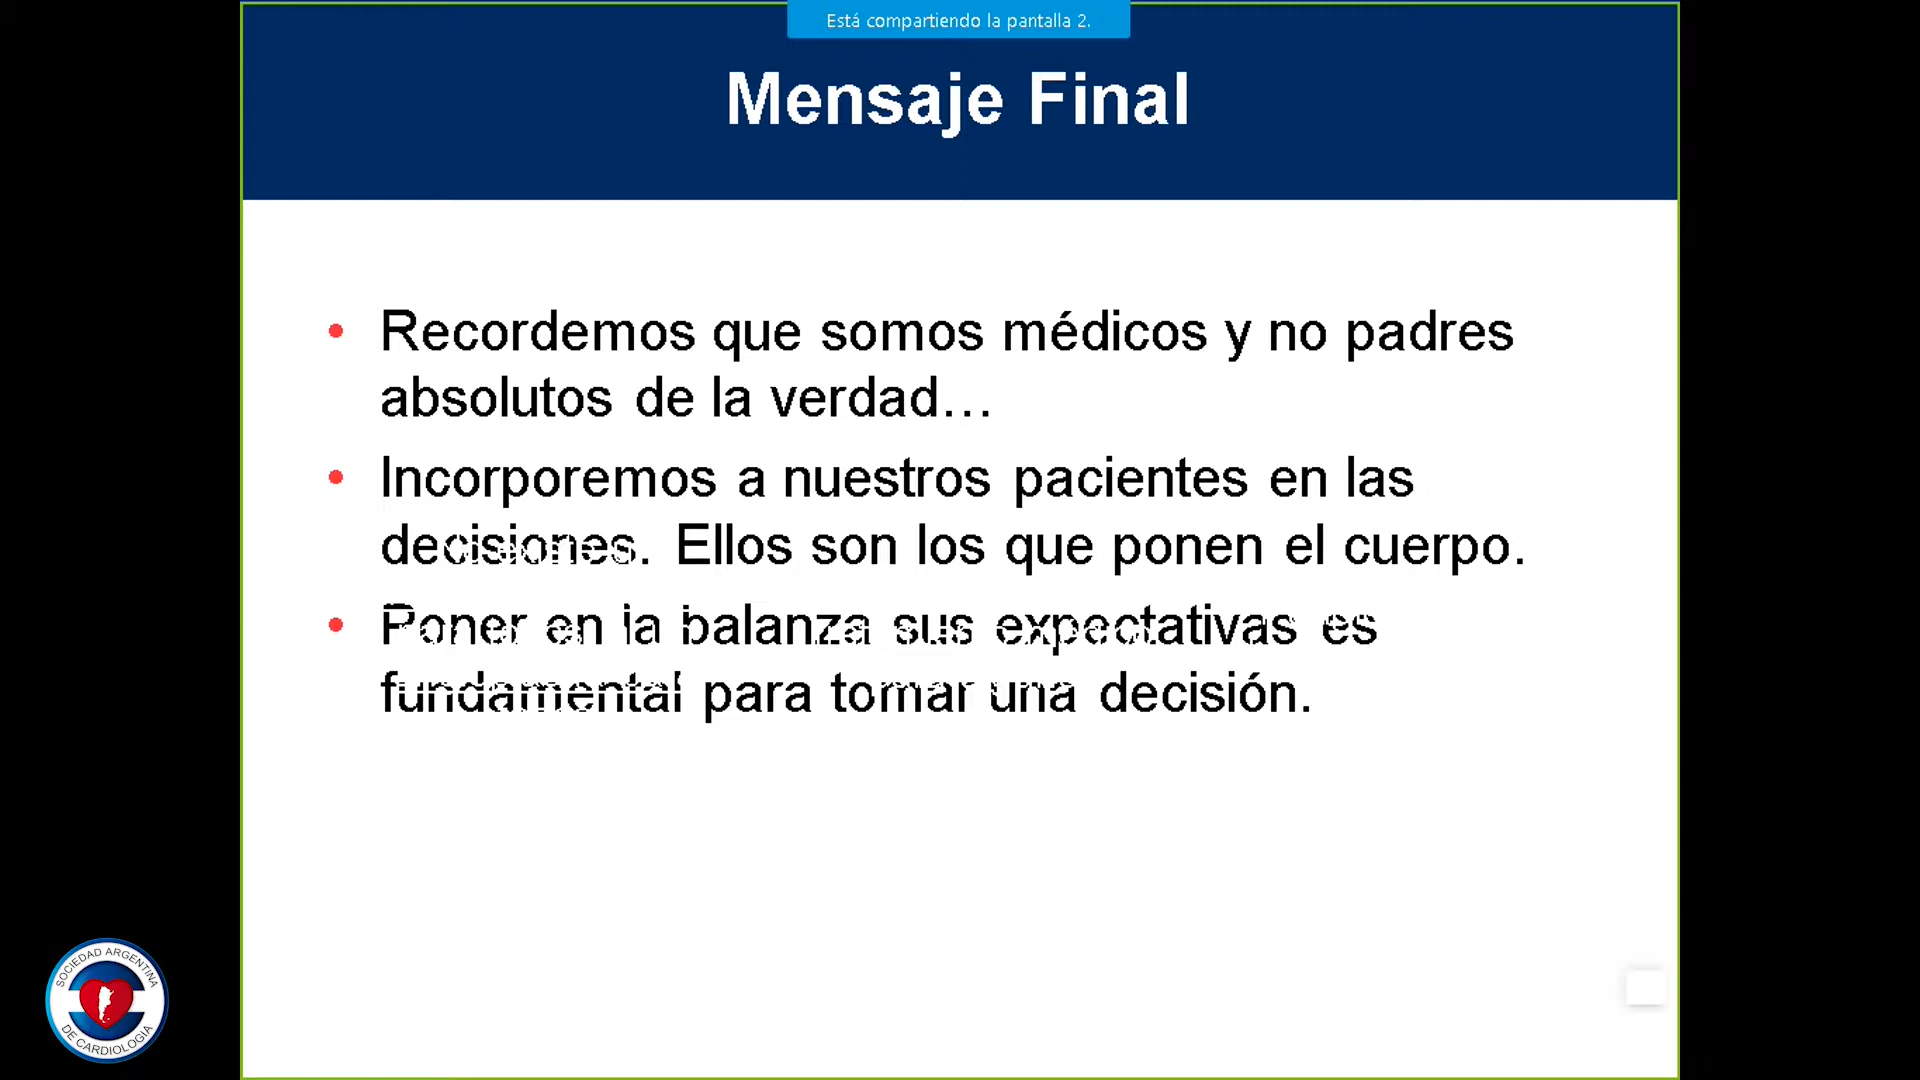 Está compartiendo la pantalla 2.
Mensaje Final
• Recordemos que somos médicos y no padres
absolutos de la verdad...
• Incorporemos a nuestros pacientes en las
decisiones. Ellos son los que ponen el cuerpo.
• Poner en la balanza sus expectativas es
fundamental para tomar una decisión.
SOCIEDAD ARGENTINA
DE CARDIOLOGÍA